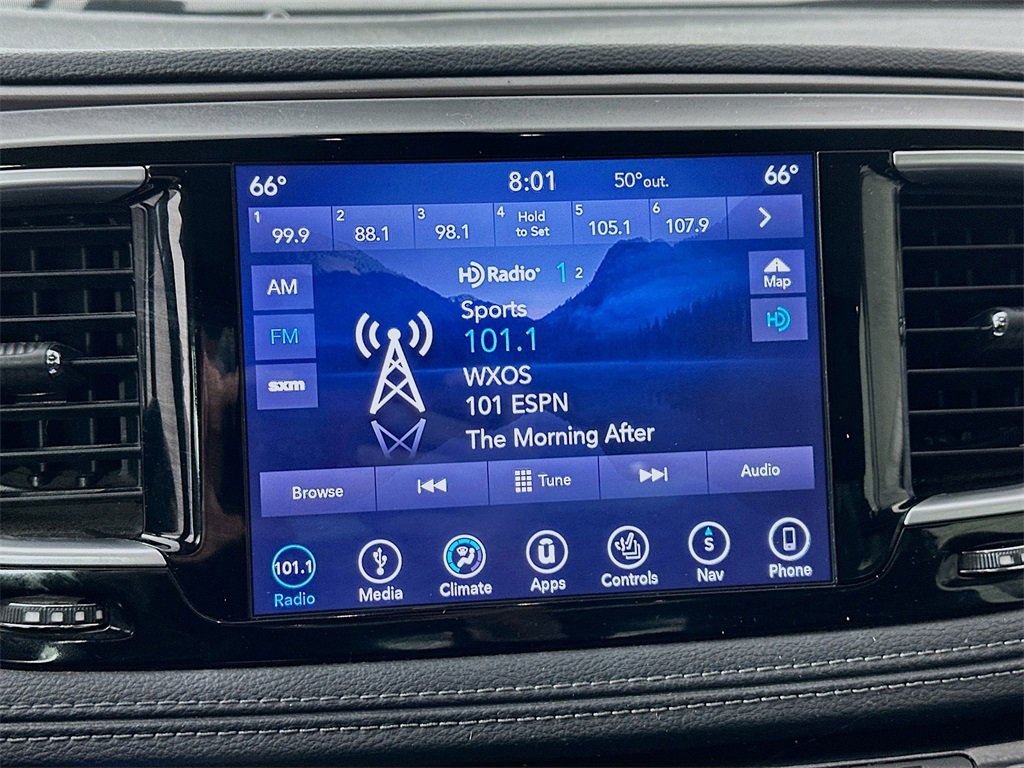 66° 8:01 50°out. 66°
1 99.9 2 88.1 3 98.1 4 Hold to Set 5 105.1 6 107.9
HD Radio 1 2
AM
Map
Sports
FM
101.1
HD
sxm
WXOS
101 ESPN
The Morning After
Browse Tune Audio
101.1 S
Radio Media Climate Apps Controls Nav Phone